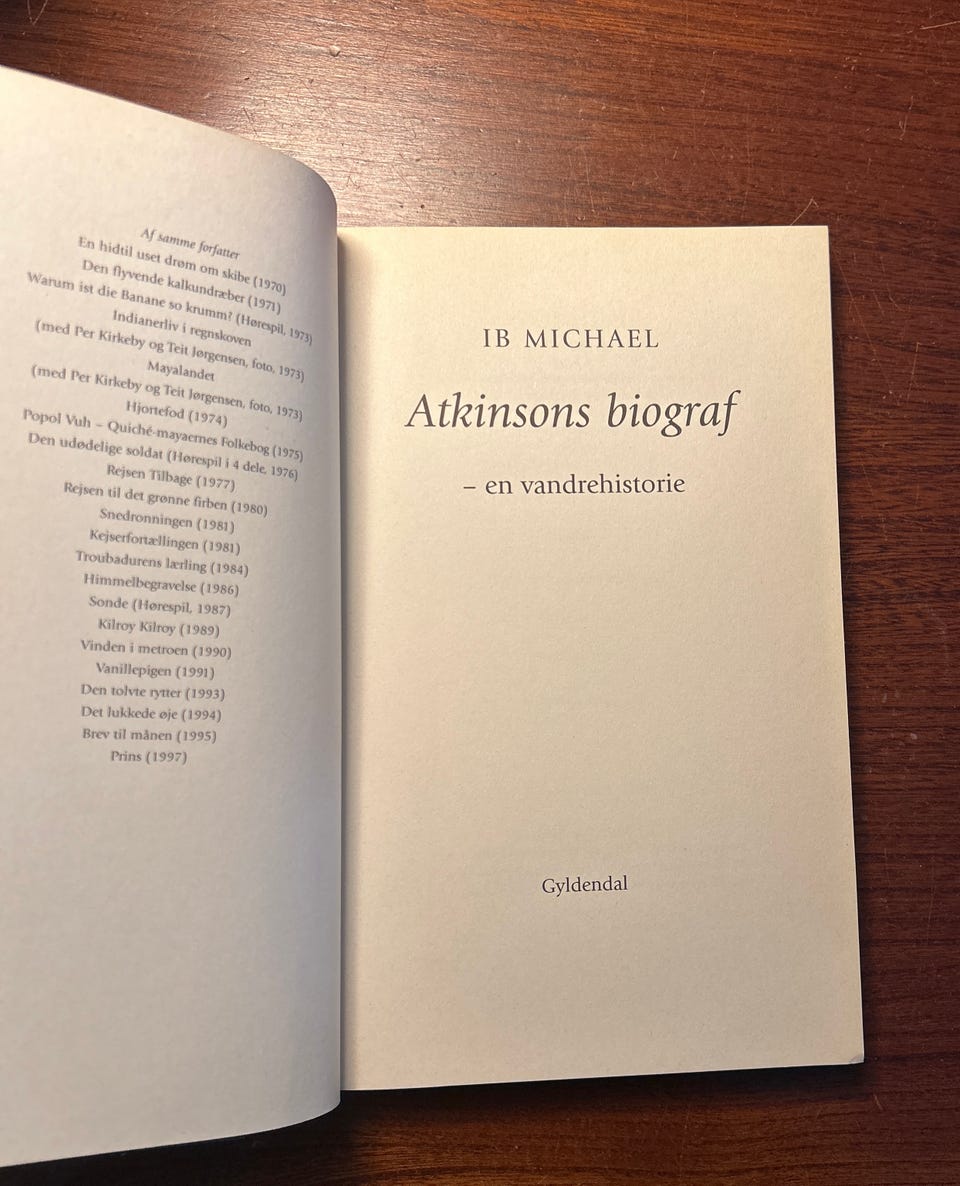 Af samme forfatter
En hidtil uset drøm om skibe (1970)
Den flyvende kalkundræber (1971)
Warum ist die Banane so krumm? (Hørespil, 1973)
Indianerliv i regnskoven
(med Per Kirkeby og Teit Jørgensen, foto, 1973)
Mayalandet
(med Per Kirkeby og Teit Jørgensen, foto, 1973)
Hjortefod (1974)
Popol Vuh – Quiché-mayaernes Folkebog (1975)
Den udødelige soldat (Hørespil i 4 dele, 1976)
Rejsen Tilbage (1977)
Rejsen til det grønne firben (1980)
Snedronningen (1981)
Kejserfortællingen (1981)
Troubadurens lærling (1984)
Himmelbegravelse (1986)
Sonde (Hørespil, 1987)
Kilroy Kilroy (1989)
Vinden i metroen (1990)
Vanillepigen (1991)
Den tolvte rytter (1993)
Det lukkede øje (1994)
Brev til månen (1995)
Prins (1997)
IB MICHAEL
Atkinsons biograf
– en vandrehistorie
Gyldendal